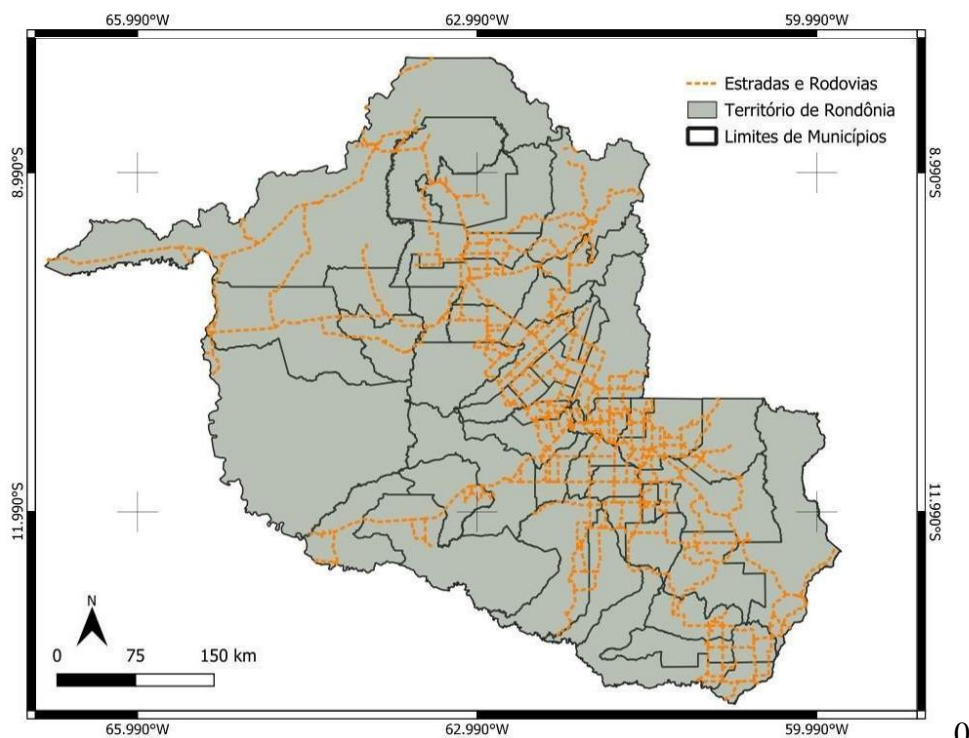 65.990°W 62.990°W 59.990°W
Estradas e Rodovias
Território de Rondônia
Limites de Municípios
8.990°S
8.990°S
11.990°S
11.990°S
N
0 75 150 km
65.990°W 62.990°W 59.990°W
0